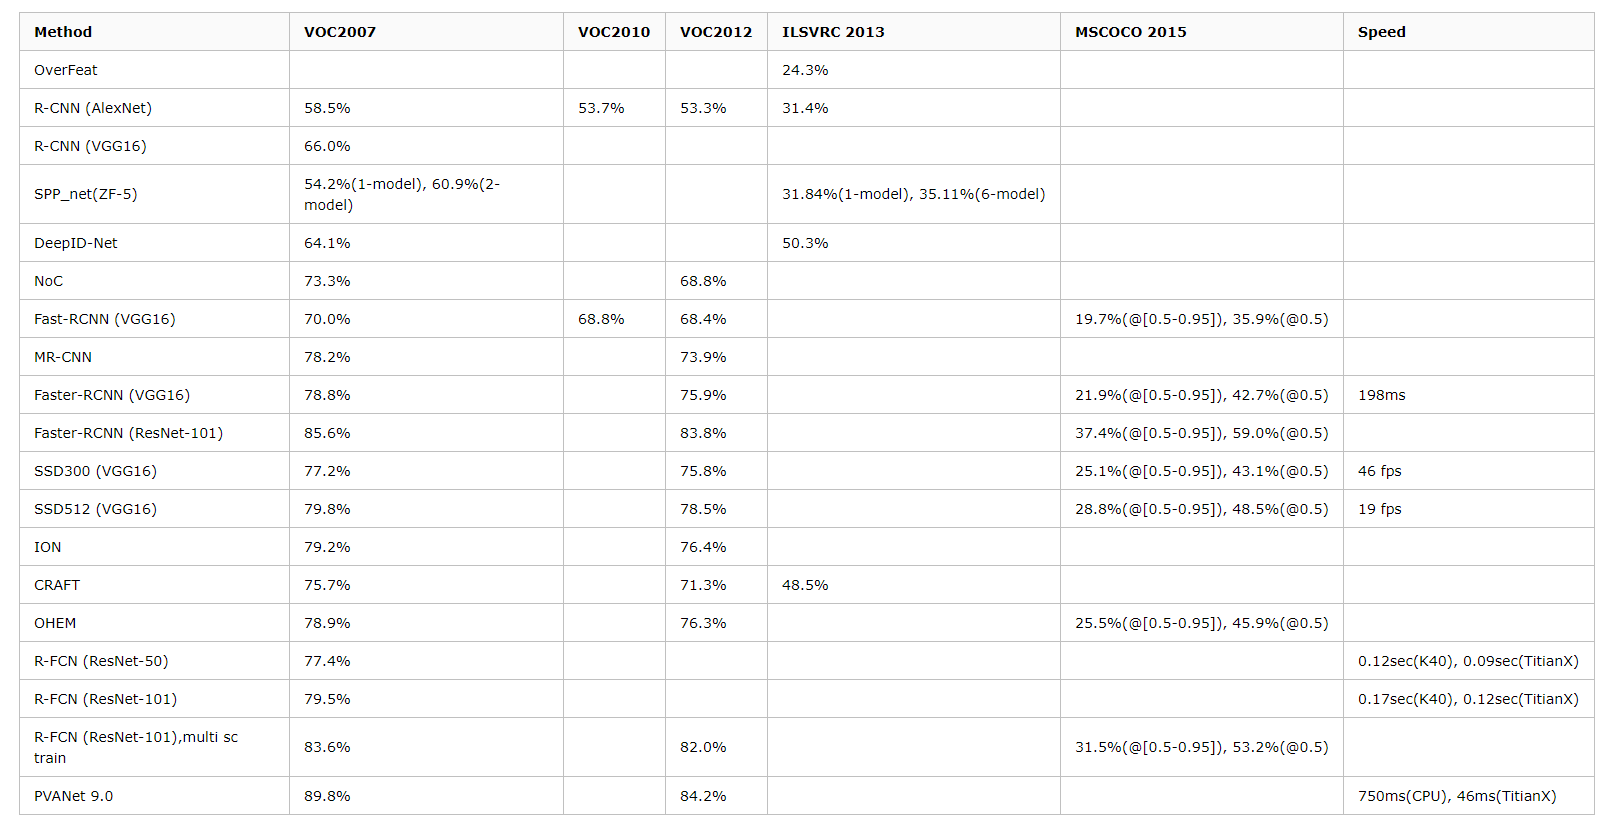 Method VOC2007 VOC2010 VOC2012 ILSVRC 2013 MSCOCO 2015 Speed
OverFeat 24.3%
R-CNN (AlexNet) 58.5% 53.7% 53.3% 31.4%
R-CNN (VGG16) 66.0%
SPP_net(ZF-5) 54.2%(1-model), 60.9%(2-
model) 31.84%(1-model), 35.11%(6-model)
DeepID-Net 64.1% 50.3%
NoC 73.3% 68.8%
Fast-RCNN (VGG16) 70.0% 68.8% 68.4% 19.7%(@[0.5-0.95]), 35.9%(@0.5)
MR-CNN 78.2% 73.9%
Faster-RCNN (VGG16) 78.8% 75.9% 21.9%(@[0.5-0.95]), 42.7%(@0.5) 198ms
Faster-RCNN (ResNet-101) 85.6% 83.8% 37.4%(@[0.5-0.95]), 59.0%(@0.5)
SSD300 (VGG16) 77.2% 75.8% 25.1%(@[0.5-0.95]), 43.1%(@0.5) 46 fps
SSD512 (VGG16) 79.8% 78.5% 28.8%(@[0.5-0.95]), 48.5%(@0.5) 19 fps
ION 79.2% 76.4%
CRAFT 75.7% 71.3% 48.5%
OHEM 78.9% 76.3% 25.5%(@[0.5-0.95]), 45.9%(@0.5)
R-FCN (ResNet-50) 77.4% 0.12sec(K40), 0.09sec(TitianX)
R-FCN (ResNet-101) 79.5% 0.17sec(K40), 0.12sec(TitianX)
R-FCN (ResNet-101),multi sc
train 83.6% 82.0% 31.5%(@[0.5-0.95]), 53.2%(@0.5)
PVANet 9.0 89.8% 84.2% 750ms(CPU), 46ms(TitianX)